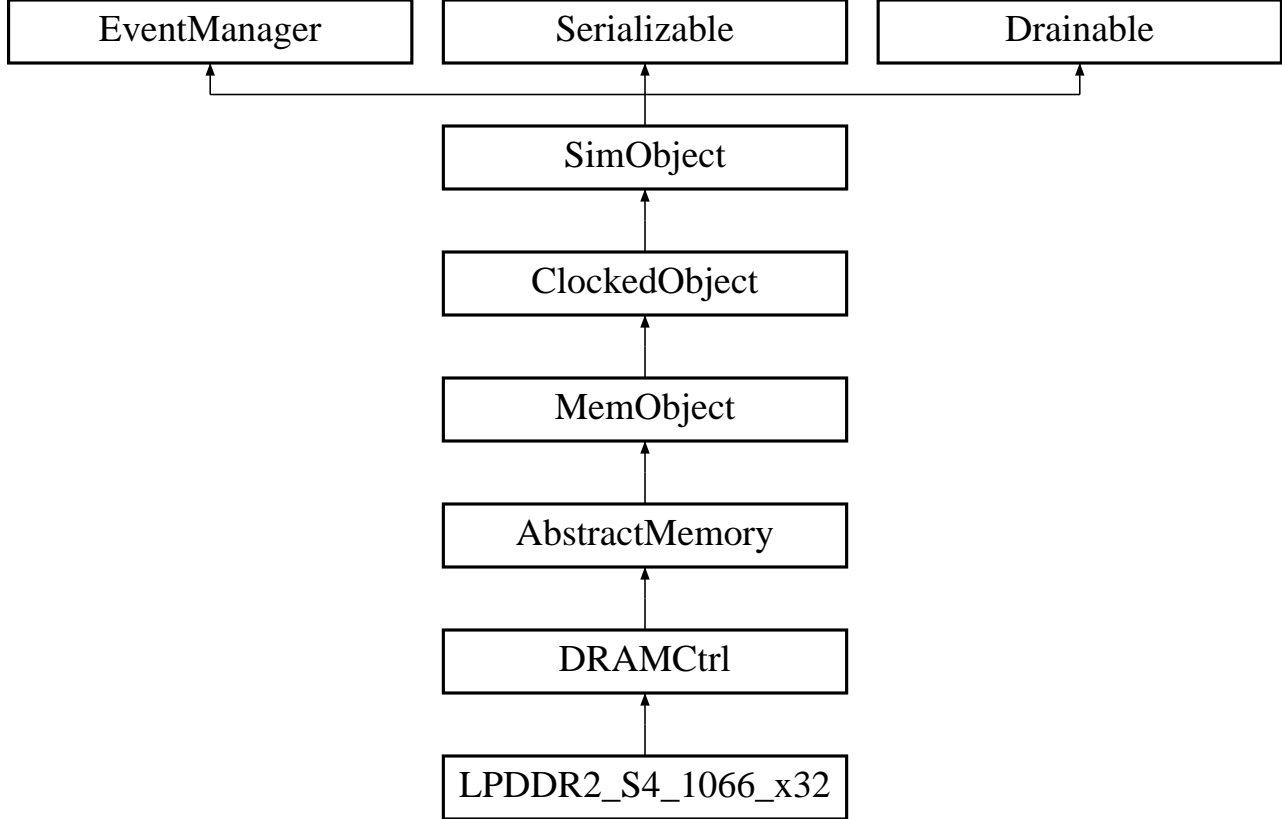 EventManager
Serializable
Drainable
SimObject
ClockedObject
MemObject
AbstractMemory
DRAMCtrl
LPDDR2_S4_1066_x32